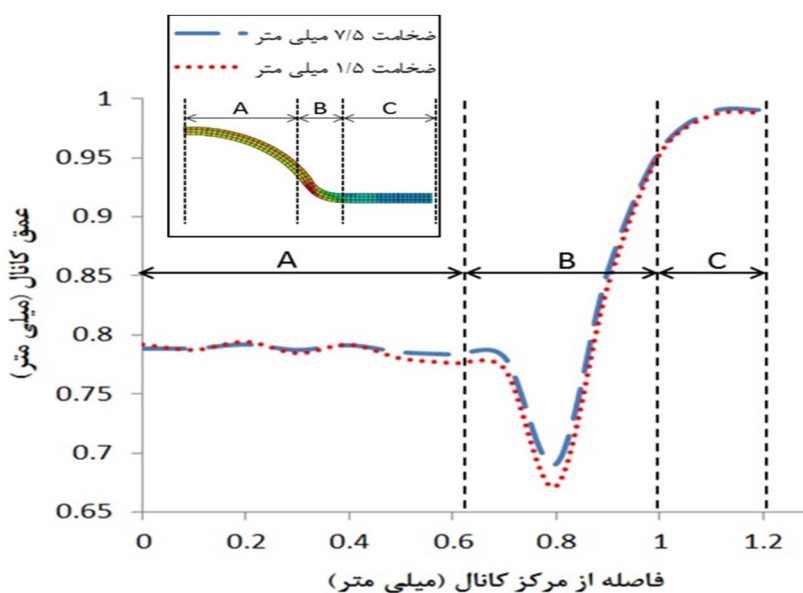 ضخامت ۷/۵ میلی متر
ضخامت ۱/۵ میلی متر
A B C
عمق کانال (میلی متر)
1
0.95
0.9
0.85
0.8
0.75
0.7
0.65
A B C
0 0.2 0.4 0.6 0.8 1 1.2
فاصله از مرکز کانال (میلی متر)